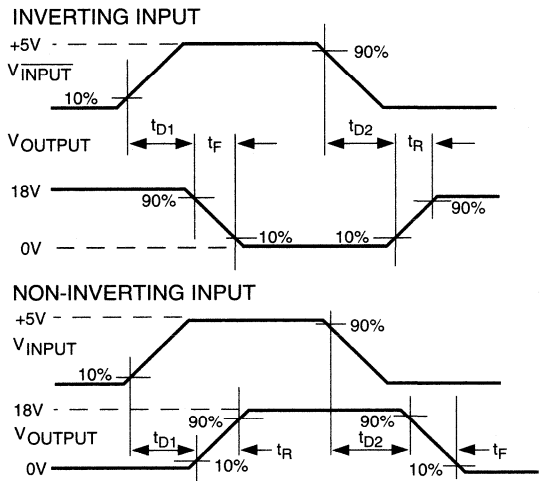 INVERTING INPUT
+5V
V INPUT
90%
10%
tD1 tF tD2 tR
VOUTPUT
18V
90% 90%
10% 10%
0V
NON-INVERTING INPUT
+5V
VINPUT
90%
10%
18V
90% 90%
VOUTPUT tD1 tR tD2 tF
0V 10% 10%